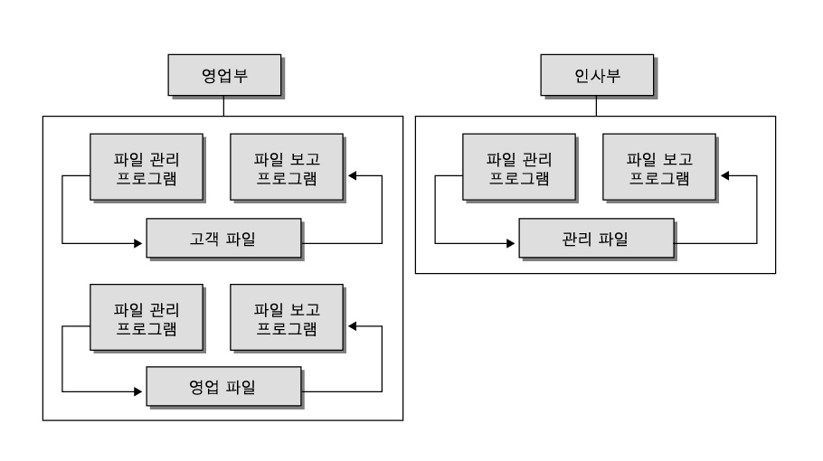 영업부
파일 관리
프로그램
파일 보고
프로그램
고객 파일
파일 관리
프로그램
파일 보고
프로그램
영업 파일
인사부
파일 관리
프로그램
파일 보고
프로그램
관리 파일